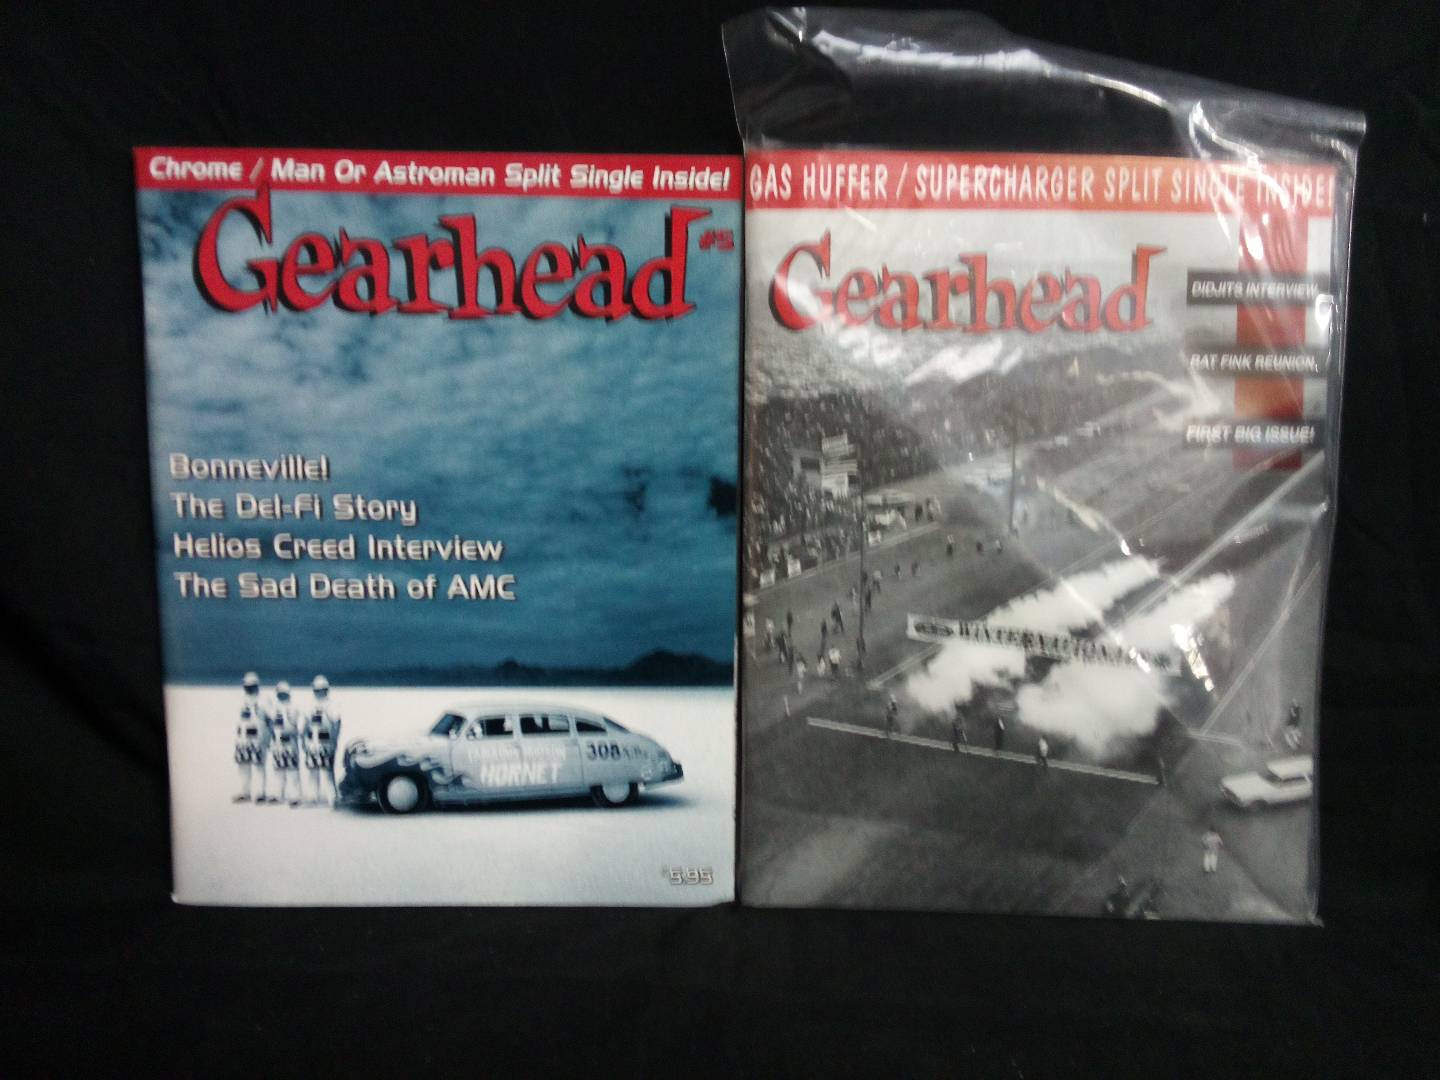 Chrome / Man Or Astroman Split Single Inside!
Gearhead
#5
Bonneville!
The Del-Fi Story
Helios Creed Interview
The Sad Death of AMC
HORNET
308
$5.95
GAS HUFFER / SUPERCHARGER SPLIT SINGLE INSIDE!
Gearhead
DIDJITS INTERVIEW,
RAT FINK REUNION,
FIRST BIG ISSUE!
WINTERNATIONALS